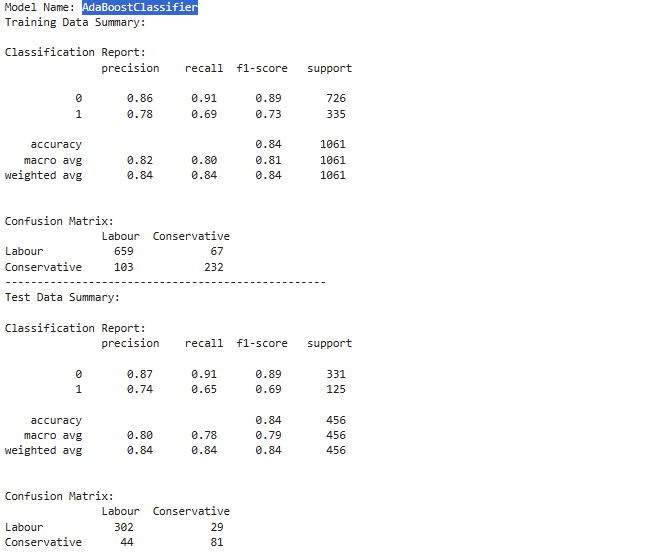 Model Name: AdaBoostClassifier
Training Data Summary:
Classification Report:
precision recall f1-score support
0 0.86 0.91 0.89 726
1 0.78 0.69 0.73 335
accuracy 0.84 1061
macro avg 0.82 0.80 0.81 1061
weighted avg 0.84 0.84 0.84 1061
Confusion Matrix:
Labour Conservative
Labour 659 67
Conservative 103 232
--------------------------------------------------
Test Data Summary:
Classification Report:
precision recall f1-score support
0 0.87 0.91 0.89 331
1 0.74 0.65 0.69 125
accuracy 0.84 456
macro avg 0.80 0.78 0.79 456
weighted avg 0.84 0.84 0.84 456
Confusion Matrix:
Labour Conservative
Labour 302 29
Conservative 44 81